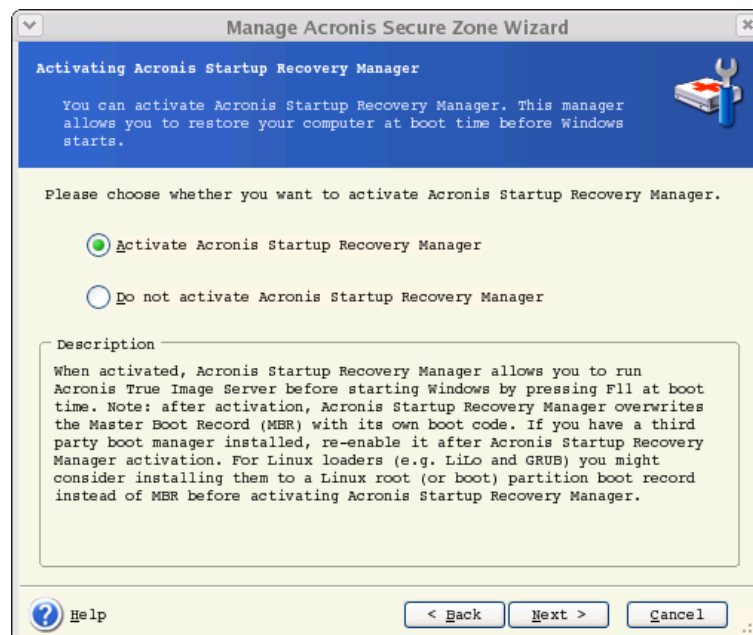 Manage Acronis Secure Zone Wizard
Activating Acronis Startup Recovery Manager
You can activate Acronis Startup Recovery Manager. This manager
allows you to restore your computer at boot time before Windows
starts.
Please choose whether you want to activate Acronis Startup Recovery Manager.
Activate Acronis Startup Recovery Manager
Do not activate Acronis Startup Recovery Manager
Description
When activated, Acronis Startup Recovery Manager allows you to run
Acronis True Image Server before starting Windows by pressing F11 at boot
time. Note: after activation, Acronis Startup Recovery Manager overwrites
the Master Boot Record (MBR) with its own boot code. If you have a third
party boot manager installed, re-enable it after Acronis Startup Recovery
Manager activation. For Linux loaders (e.g. LiLo and GRUB) you might
consider installing them to a Linux root (or boot) partition boot record
instead of MBR before activating Acronis Startup Recovery Manager.
Help
< Back
Next >
Cancel